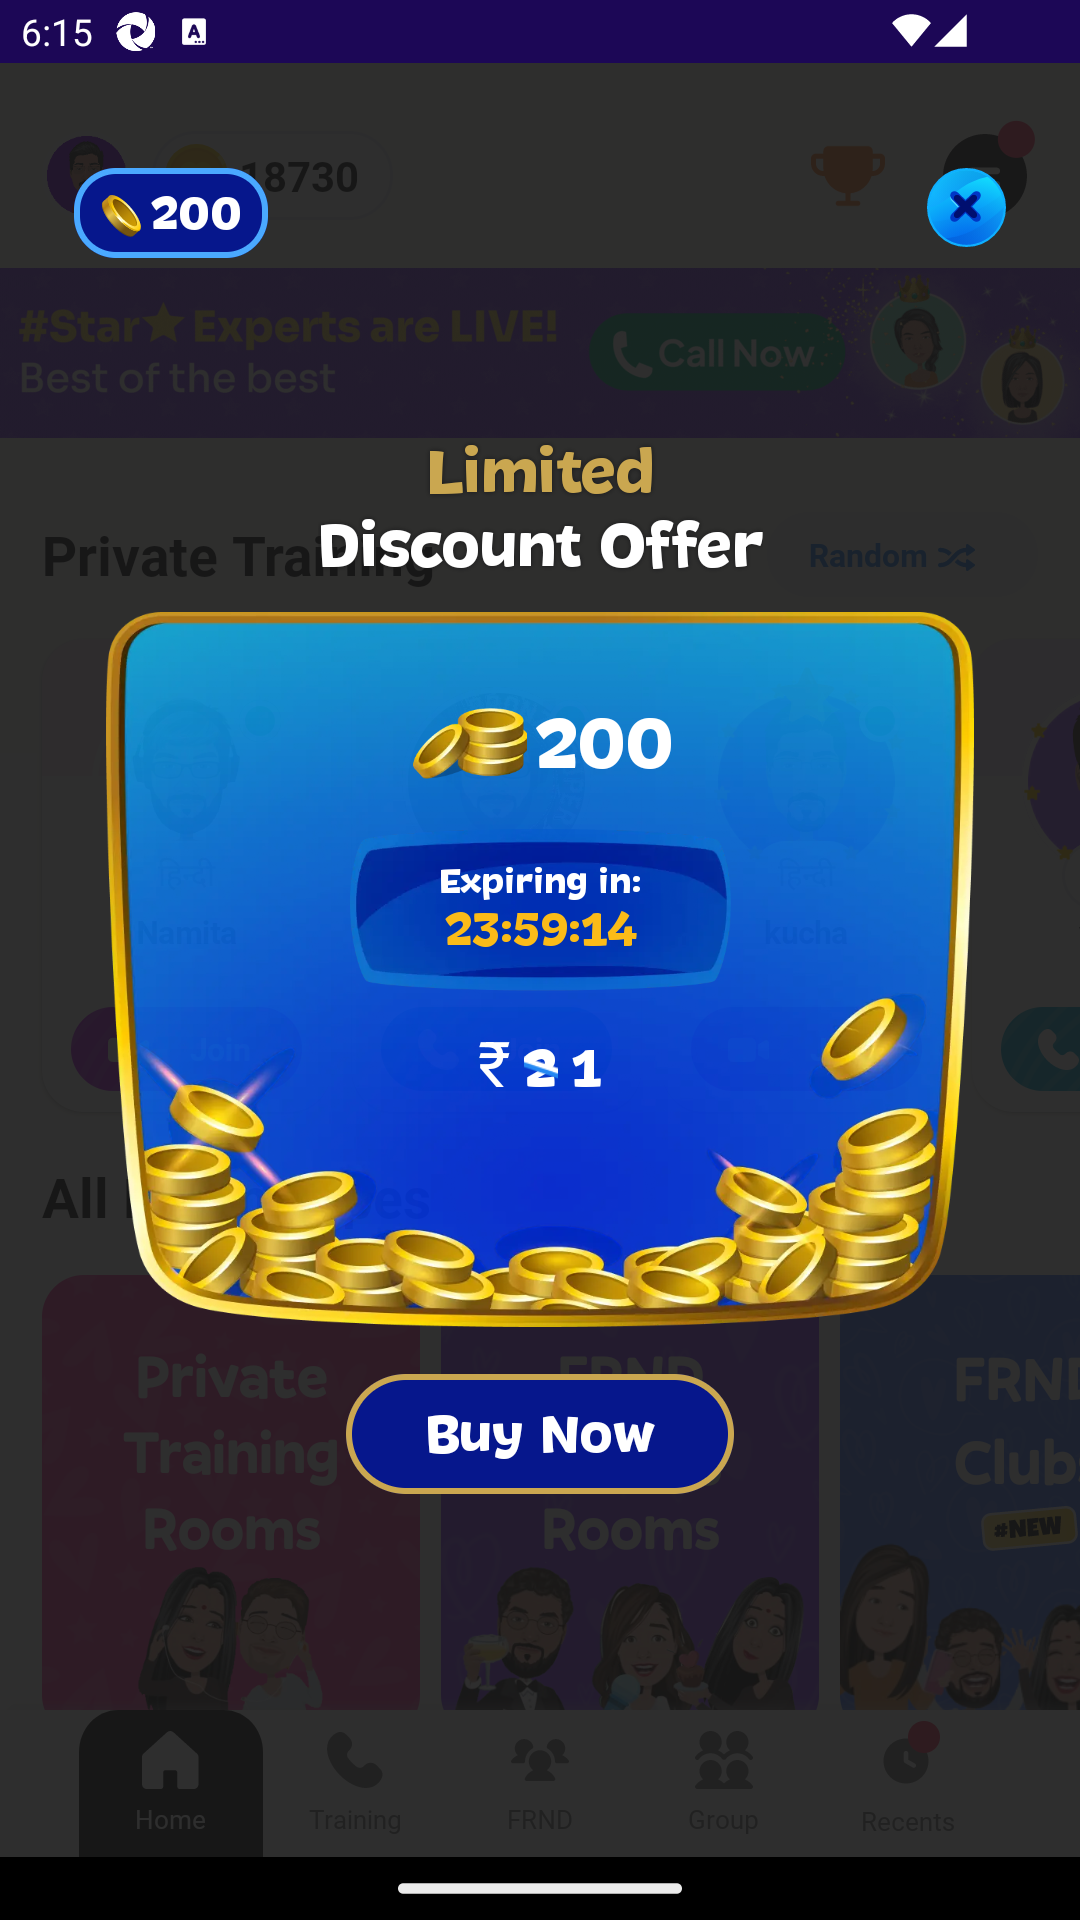 6:15
18730
200
#Star Experts are LIVE!
Best of the best
Call Now
Limited
Discount Offer
Private Training
Random
200
हिन्दी
हिन्दी
Expiring in:
23:59:14
Namita
kucha
Join
₹ 2 1
All
Private
Training
Rooms
FRND
Rooms
#NEW
Buy Now
Home
Training
FRND
Group
Recents